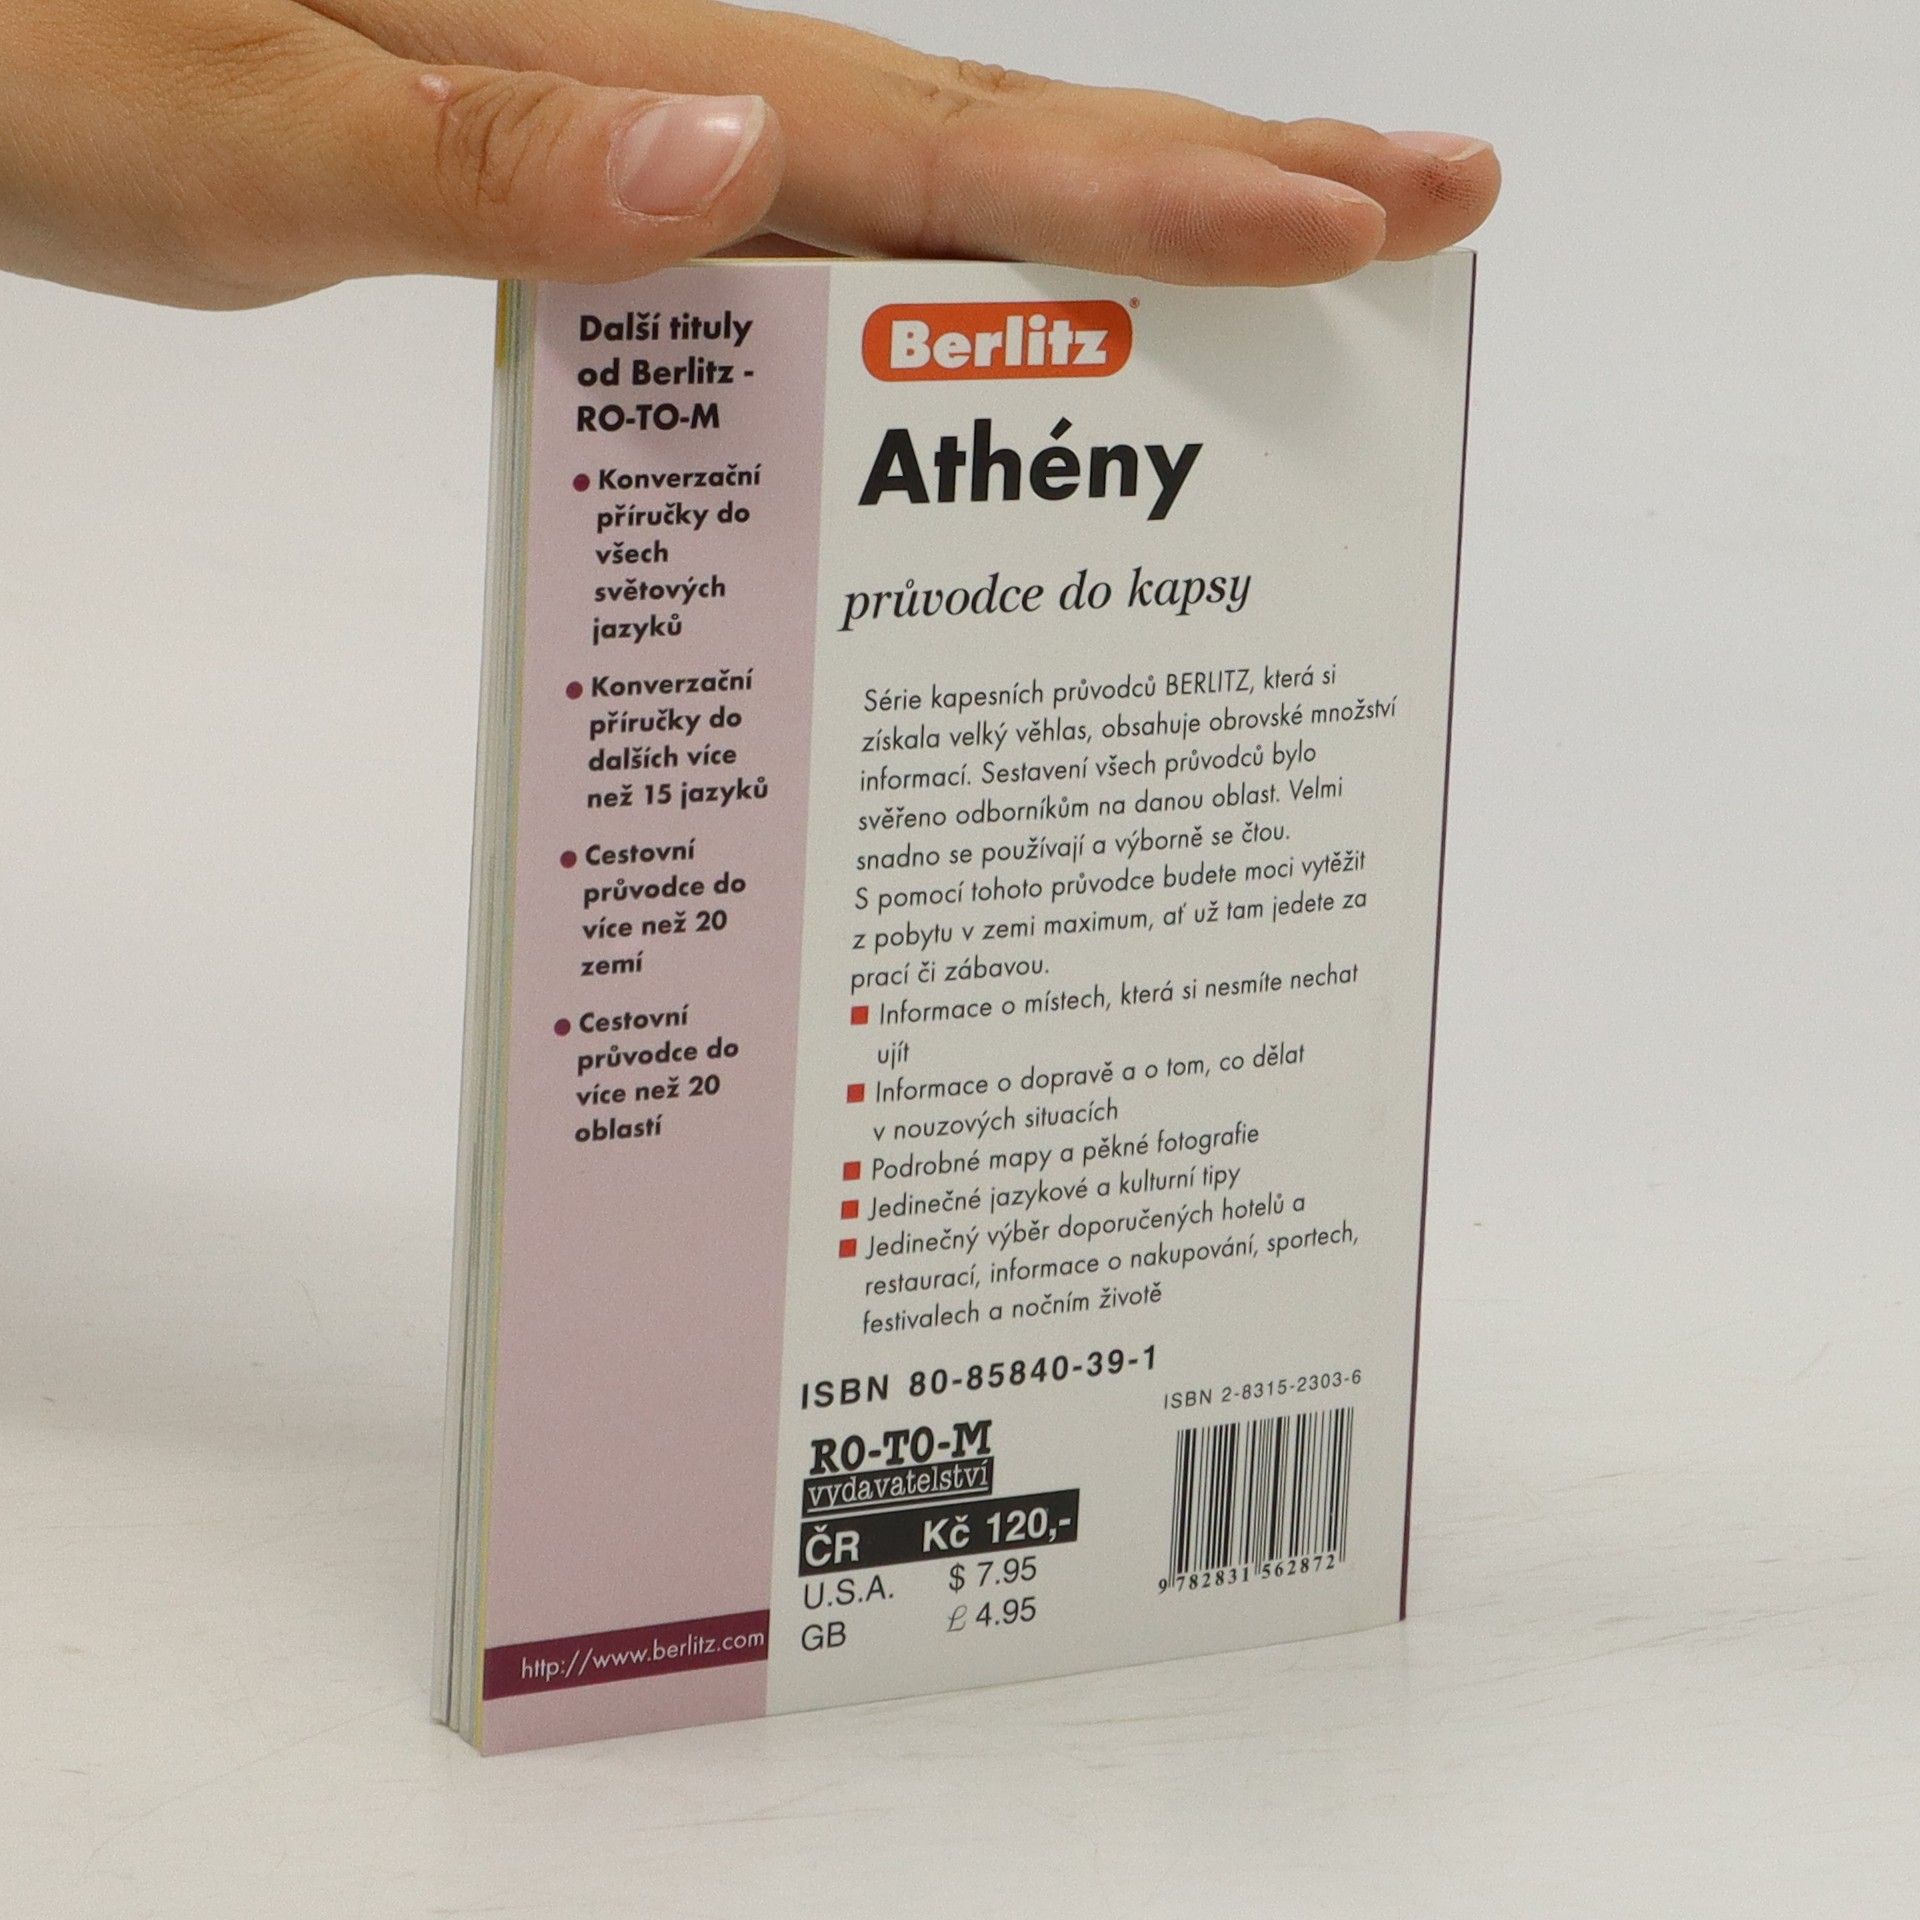 Další tituly
od Berlitz -
RO-TO-M
● Konverzační
příručky do
všech
světových
jazyků
● Konverzační
příručky do
dalších více
než 15 jazyků
● Cestovní
průvodce do
více než 20
zemí
● Cestovní
průvodce do
více než 20
oblastí
http://www.berlitz.com
Berlitz®
Athény
průvodce do kapsy
Série kapesních průvodců BERLITZ, která si
získala velký věhlas, obsahuje obrovské množství
informací. Sestavení všech průvodců bylo
svěřeno odborníkům na danou oblast. Velmi
snadno se používají a výborně se čtou.
S pomocí tohoto průvodce budete moci vytěžit
z pobytu v zemi maximum, ať už tam jedete za
prací či zábavou.
■ Informace o místech, která si nesmíte nechat
ujít
■ Informace o dopravě a o tom, co dělat
v nouzových situacích
■ Podrobné mapy a pěkné fotografie
■ Jedinečné jazykové a kulturní tipy
■ Jedinečný výběr doporučených hotelů a
restaurací, informace o nakupování, sportech,
festivalech a nočním životě
ISBN 80-85840-39-1
RO-TO-M
vydavatelství
ČR Kč 120,-
U.S.A. $ 7.95
GB £ 4.95
ISBN 2-8315-2303-6
9 782831 562872